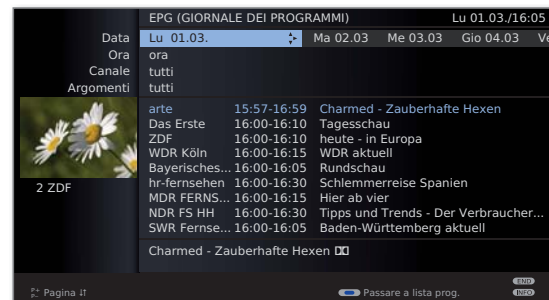 EPG (GIORNALE DEI PROGRAMMI) Lu 01.03./16:05
Data Lu 01.03. Ma 02.03 Me 03.03 Gio 04.03 Ve
Ora ora
Canale tutti
Argomenti tutti
arte 15:57-16:59 Charmed - Zauberhafte Hexen
Das Erste 16:00-16:10 Tagesschau
ZDF 16:00-16:10 heute - in Europa
WDR Köln 16:00-16:15 WDR aktuell
Bayerisches... 16:00-16:05 Rundschau
hr-fernsehen 16:00-16:30 Schlemmerreise Spanien
MDR FERNS... 16:00-16:15 Hier ab vier
NDR FS HH 16:00-16:30 Tipps und Trends - Der Verbraucher...
SWR Fernse... 16:00-16:05 Baden-Württemberg aktuell
2 ZDF
Charmed - Zauberhafte Hexen
END
P+ P- Pagina Passare a lista prog. INFO